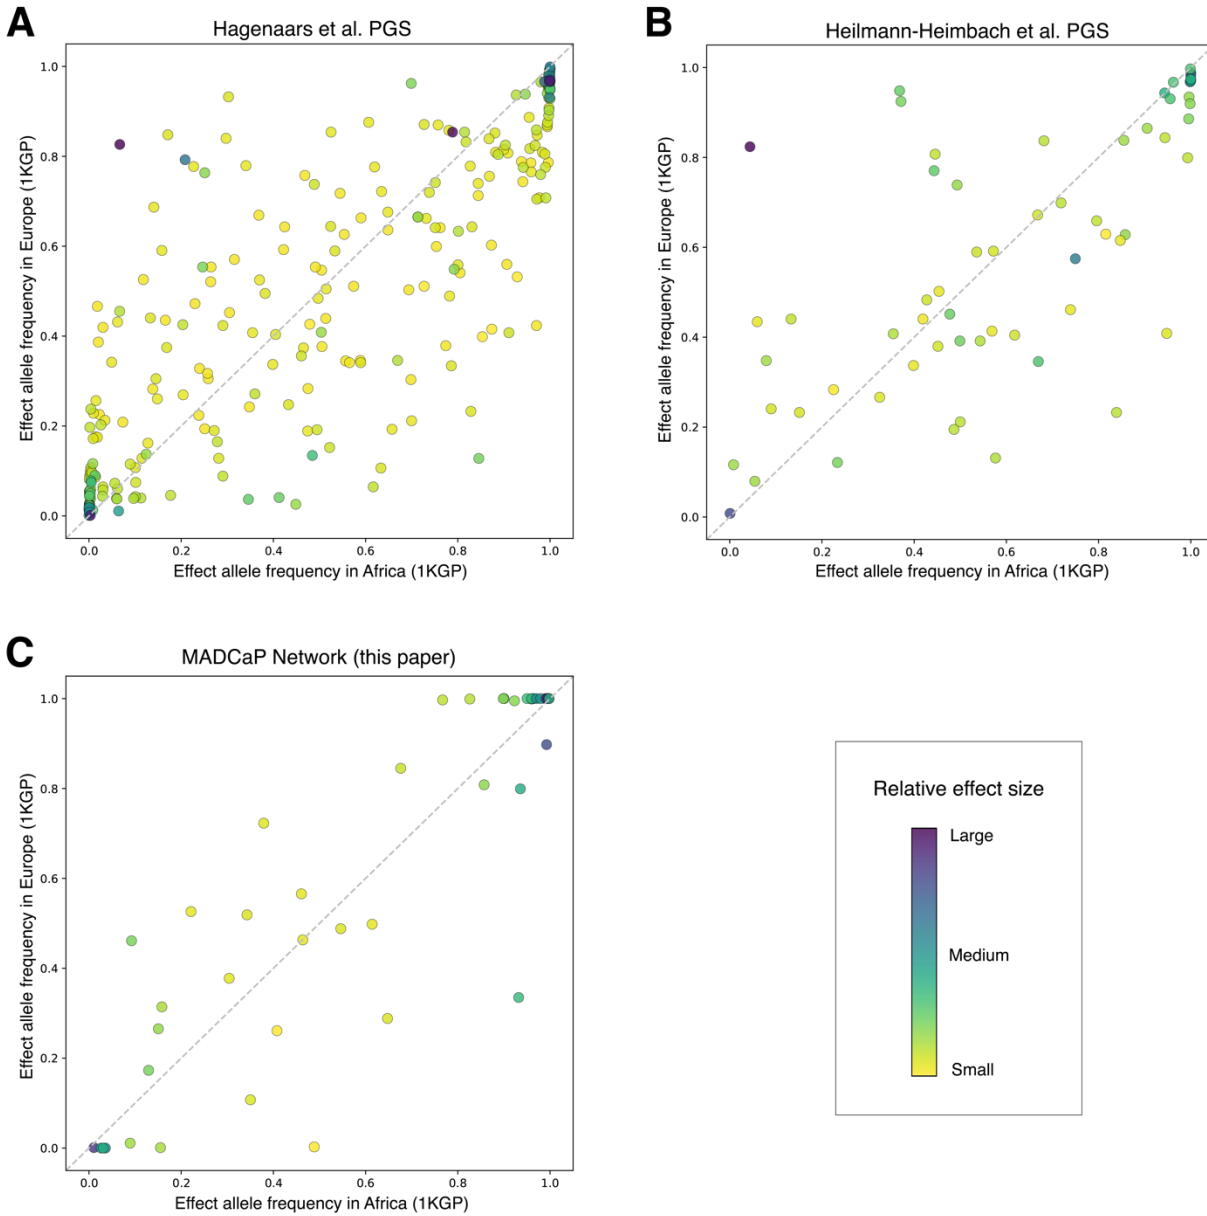 A
Hagenaars et al. PGS
Effect allele frequency in Europe (1KGP)
1.0
0.8
0.6
0.4
0.2
0.0
0.0 0.2 0.4 0.6 0.8 1.0
Effect allele frequency in Africa (1KGP)
B
Heilmann-Heimbach et al. PGS
Effect allele frequency in Europe (1KGP)
1.0
0.8
0.6
0.4
0.2
0.0
0.0 0.2 0.4 0.6 0.8 1.0
Effect allele frequency in Africa (1KGP)
C
MADCaP Network (this paper)
Effect allele frequency in Europe (1KGP)
1.0
0.8
0.6
0.4
0.2
0.0
0.0 0.2 0.4 0.6 0.8 1.0
Effect allele frequency in Africa (1KGP)
Relative effect size
Large
Medium
Small